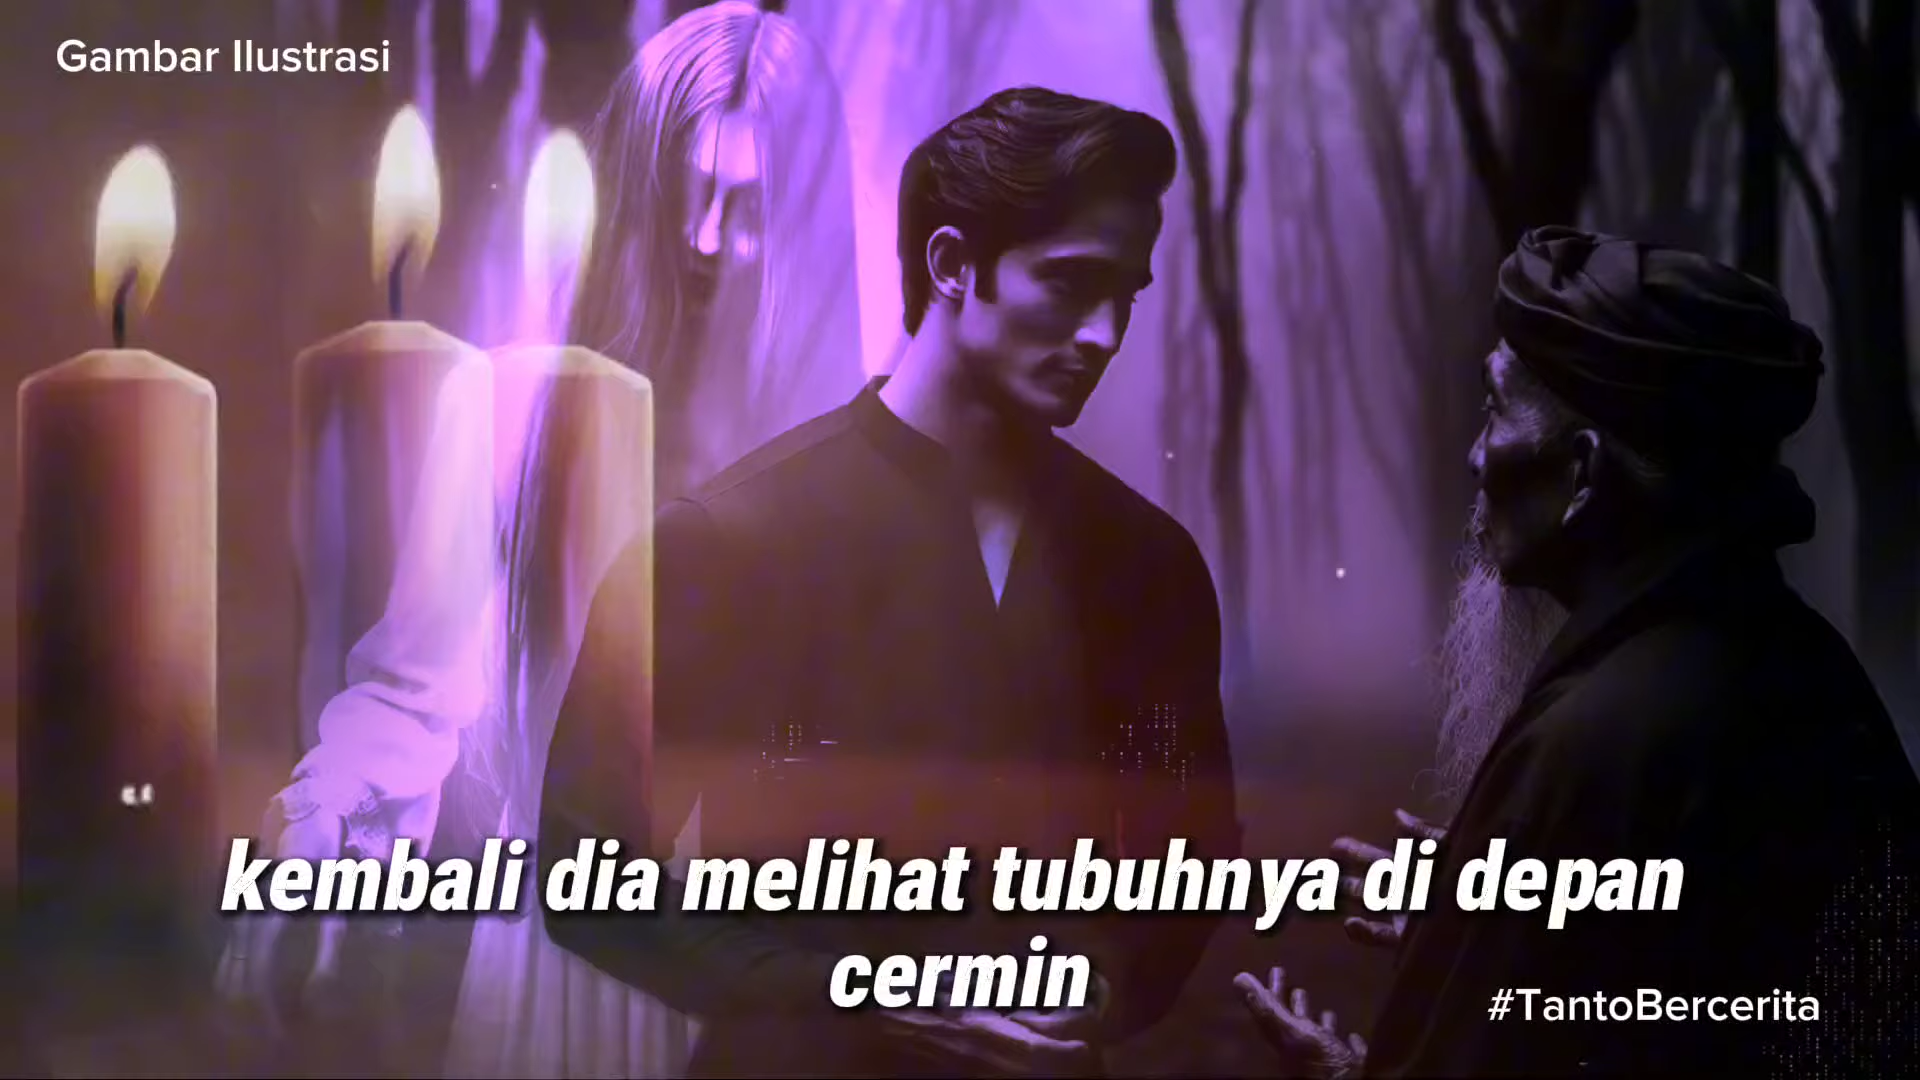 Gambar Ilustrasi
kembali dia melihat tubuhnya di depan
cermin
#TantoBercerita